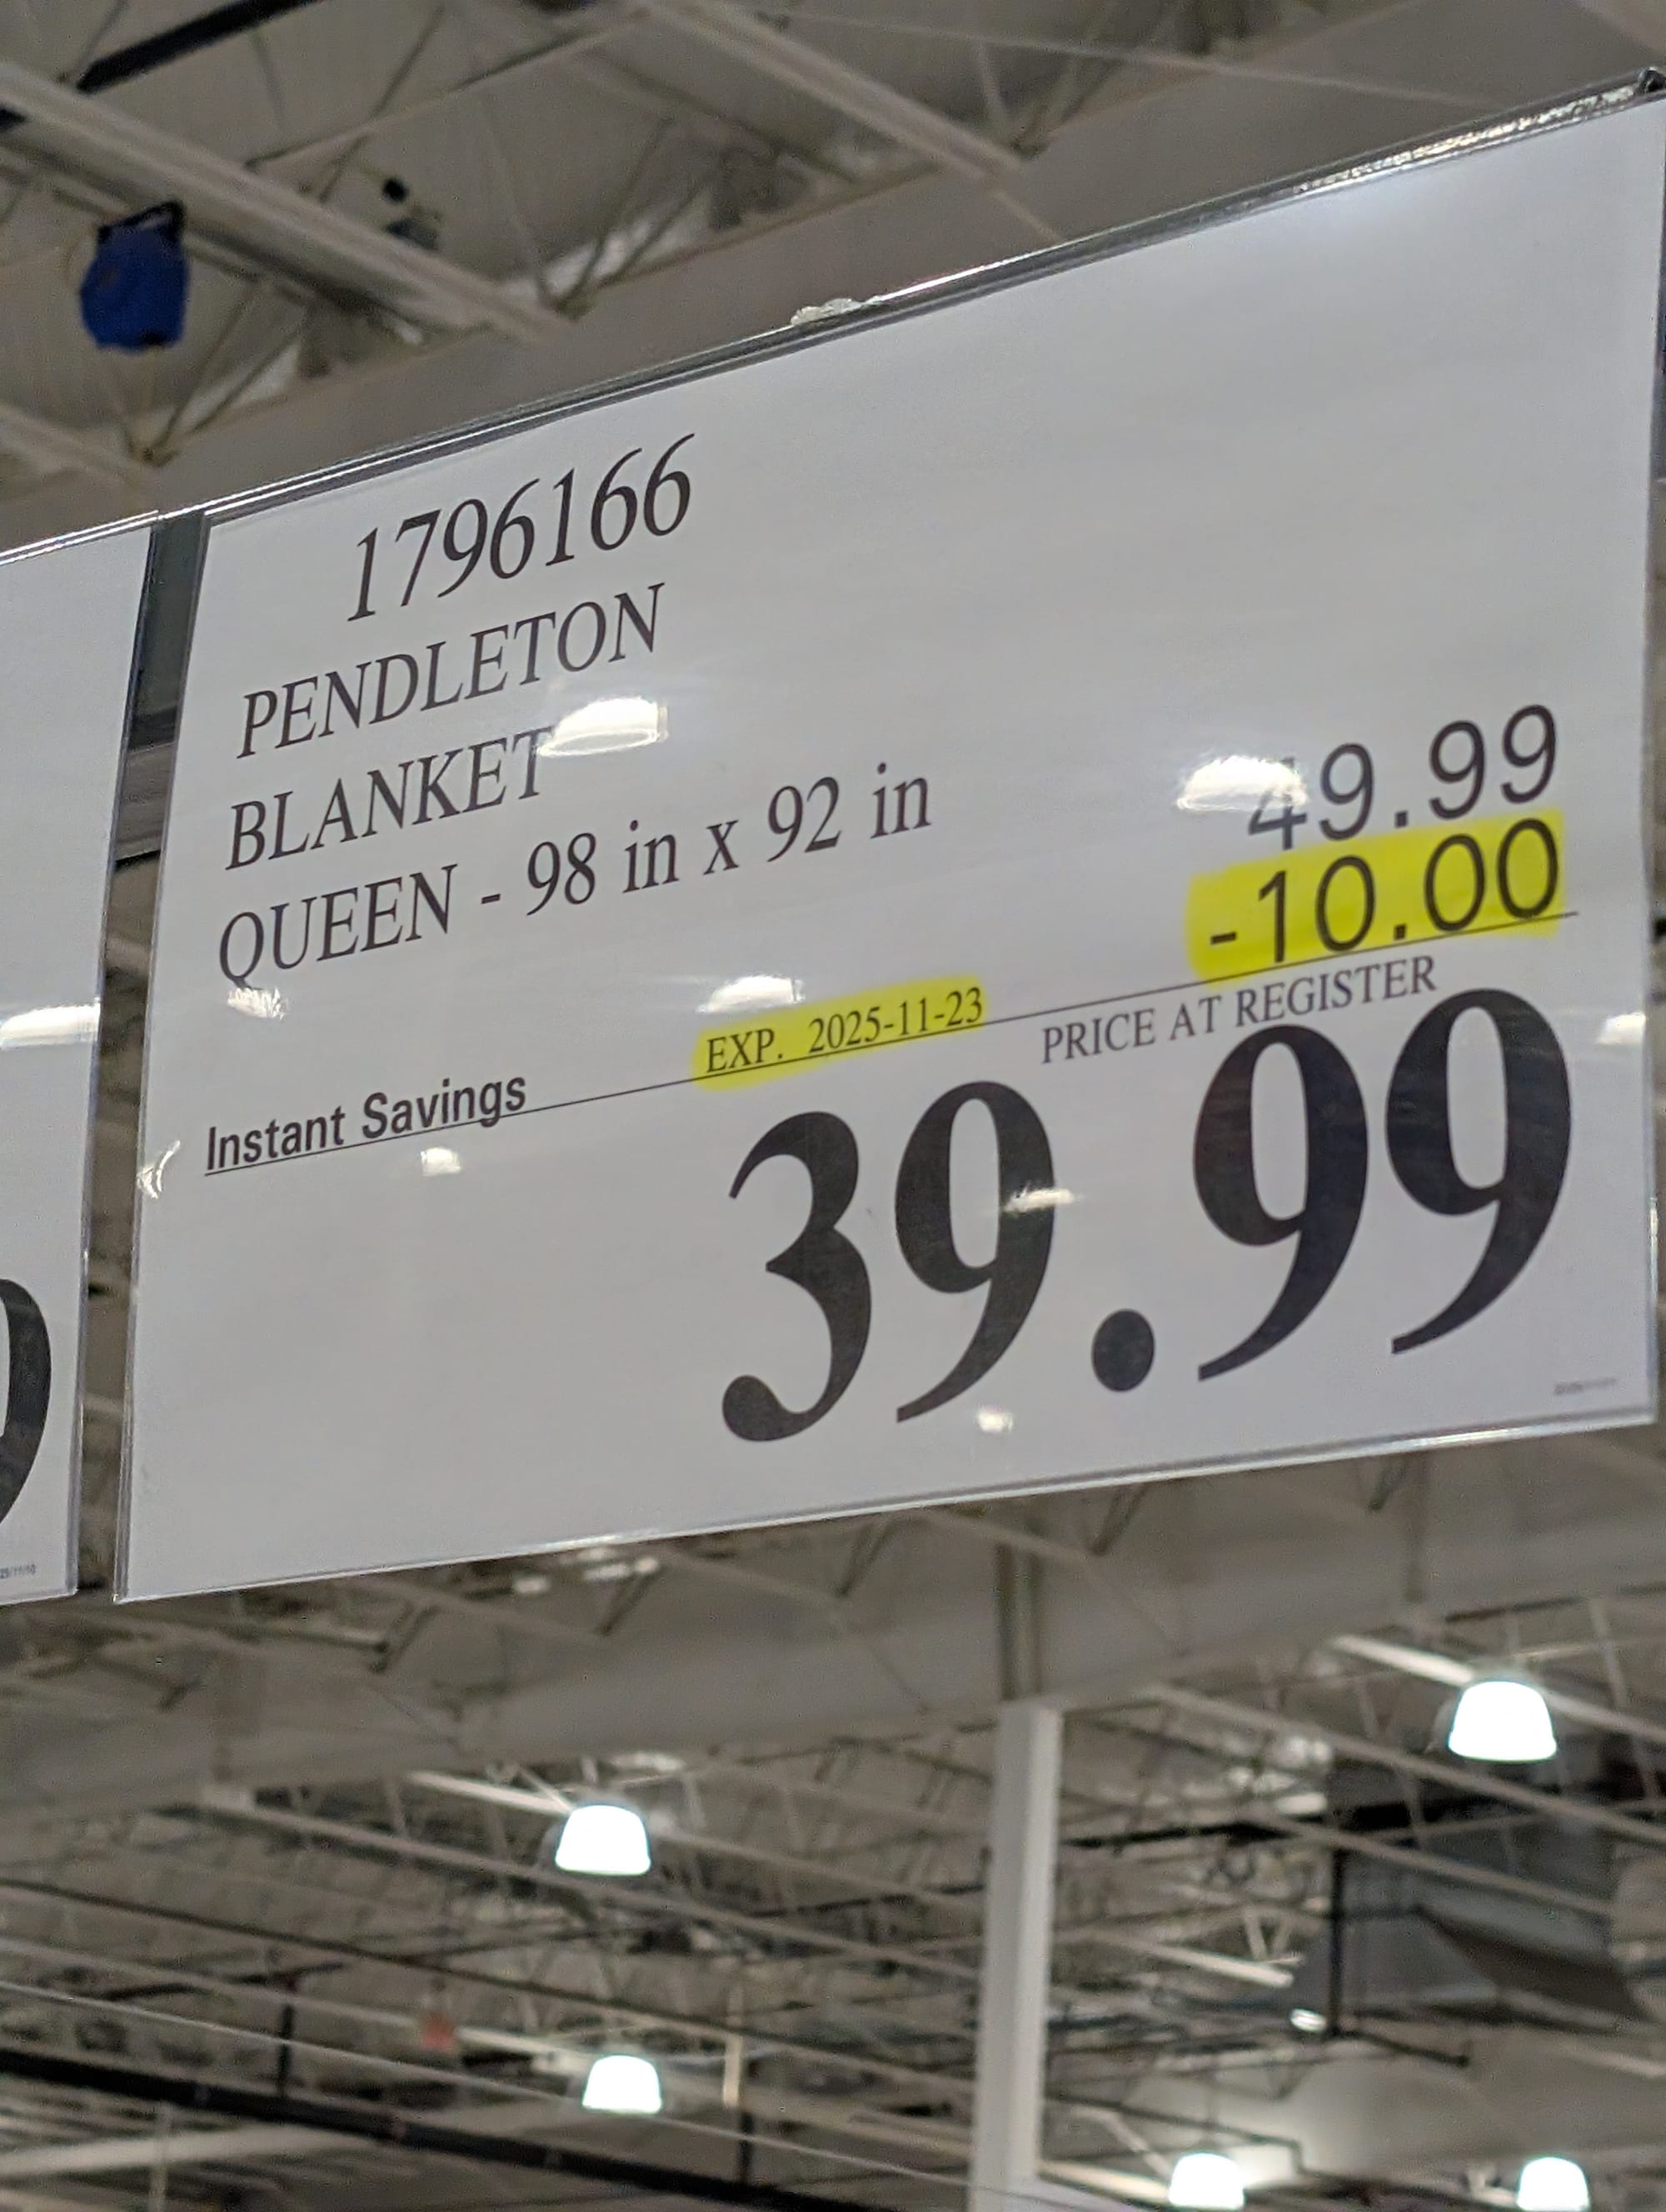 1796166
PENDLETON
BLANKET
QUEEN - 98 in x 92 in
49.99
-10.00
EXP. 2025-11-23
PRICE AT REGISTER
Instant Savings
39.99